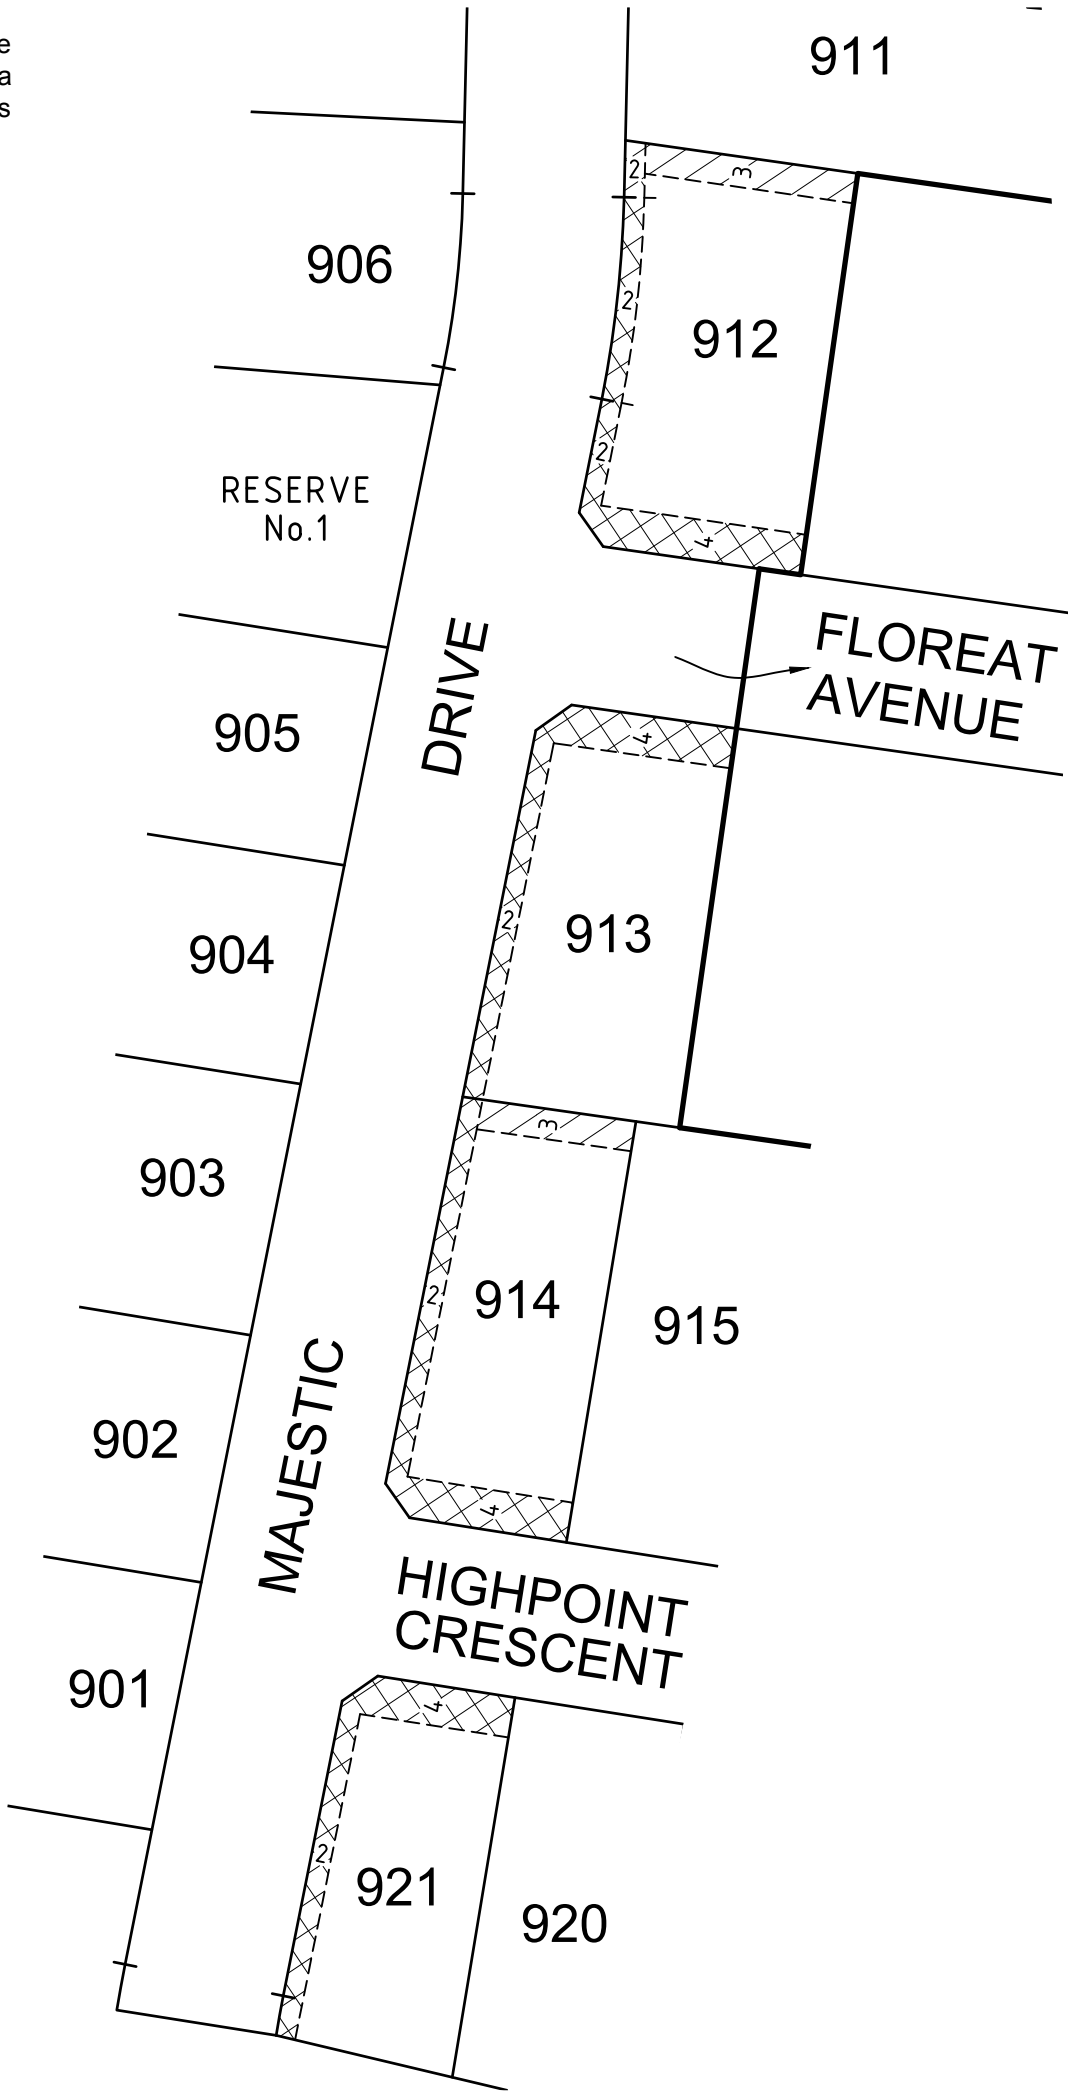 e
a
s
911
2
3
906
2
912
RESERVE
No.1
2
4
FLOREAT
AVENUE
DRIVE
905
4
2
913
904
3
903
2
914
915
MAJESTIC
902
4
HIGHPOINT
CRESCENT
901
4
2
921
920